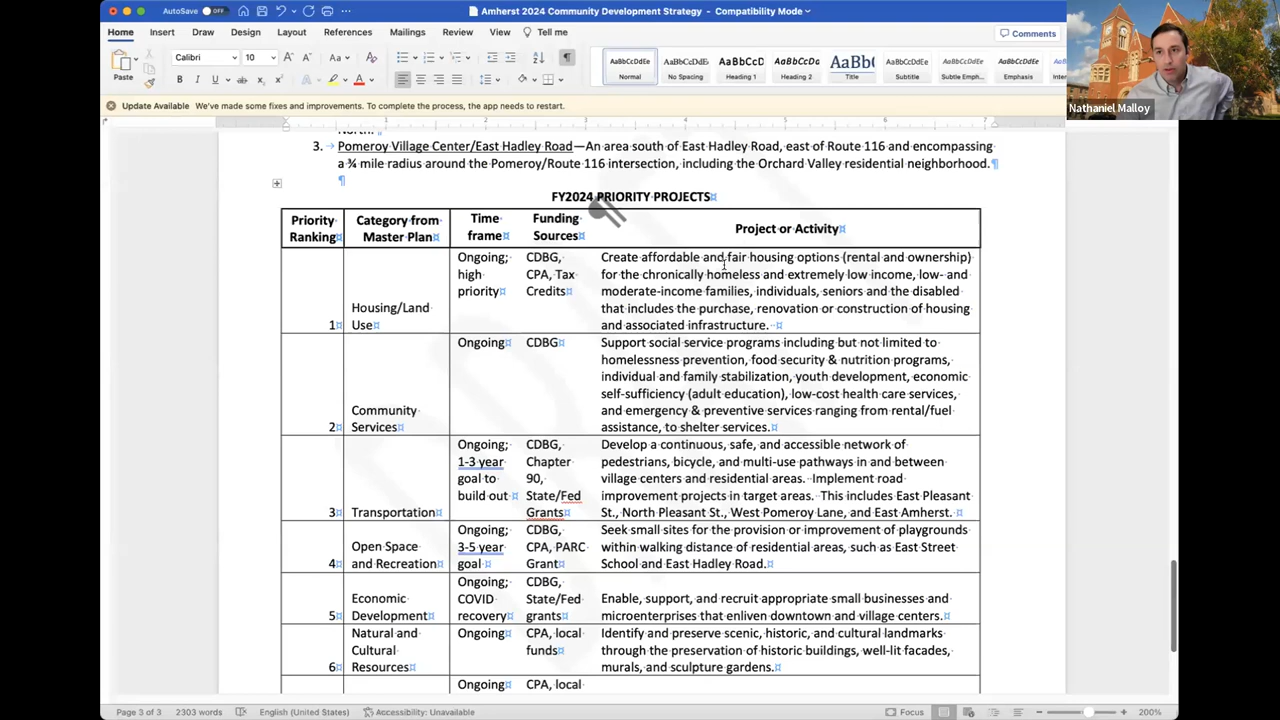 AutoSave OFF
Amherst 2024 Community Development Strategy - Compatibility Mode
Home Insert Draw Design Layout References Mailings Review View Tell me
Comments
Paste
Calibri 10
Normal No Spacing Heading 1 Heading 2 Title Subtitle Subtle Emph... Emphasis
Update Available We've made some fixes and improvements. To complete the process, the app needs to restart.
Nathaniel Malloy
1 2 3 4 5 6 7
North.
3. Pomeroy Village Center/East Hadley Road—An area south of East Hadley Road, east of Route 116 and encompassing
a ¾ mile radius around the Pomeroy/Route 116 intersection, including the Orchard Valley residential neighborhood.
FY2024 PRIORITY PROJECTS
Priority Ranking
Category from Master Plan
Time frame
Funding Sources
Project or Activity
1
Housing/Land
Use
Ongoing;
high
priority
CDBG,
CPA, Tax
Credits
Create affordable and fair housing options (rental and ownership)
for the chronically homeless and extremely low income, low- and
moderate-income families, individuals, seniors and the disabled
that includes the purchase, renovation or construction of housing
and associated infrastructure.
2
Community
Services
Ongoing
CDBG
Support social service programs including but not limited to
homelessness prevention, food security & nutrition programs,
individual and family stabilization, youth development, economic
self-sufficiency (adult education), low-cost health care services,
and emergency & preventive services ranging from rental/fuel
assistance, to shelter services.
3
Transportation
Ongoing;
1-3 year
goal to
build out
CDBG,
Chapter
90,
State/Fed
Grants
Develop a continuous, safe, and accessible network of
pedestrians, bicycle, and multi-use pathways in and between
village centers and residential areas. Implement road
improvement projects in target areas. This includes East Pleasant
St., North Pleasant St., West Pomeroy Lane, and East Amherst.
4
Open Space
and Recreation
Ongoing;
3-5 year
goal
CDBG,
CPA, PARC
Grant
Seek small sites for the provision or improvement of playgrounds
within walking distance of residential areas, such as East Street
School and East Hadley Road.
5
Economic
Development
Ongoing;
COVID
recovery
CDBG,
State/Fed
grants
Enable, support, and recruit appropriate small businesses and
microenterprises that enliven downtown and village centers.
6
Natural and
Cultural
Resources
Ongoing
CPA, local
funds
Identify and preserve scenic, historic, and cultural landmarks
through the preservation of historic buildings, well-lit facades,
murals, and sculpture gardens.
Ongoing
CPA, local
Page 3 of 3 2303 words English (United States) Accessibility: Unavailable Focus 200%